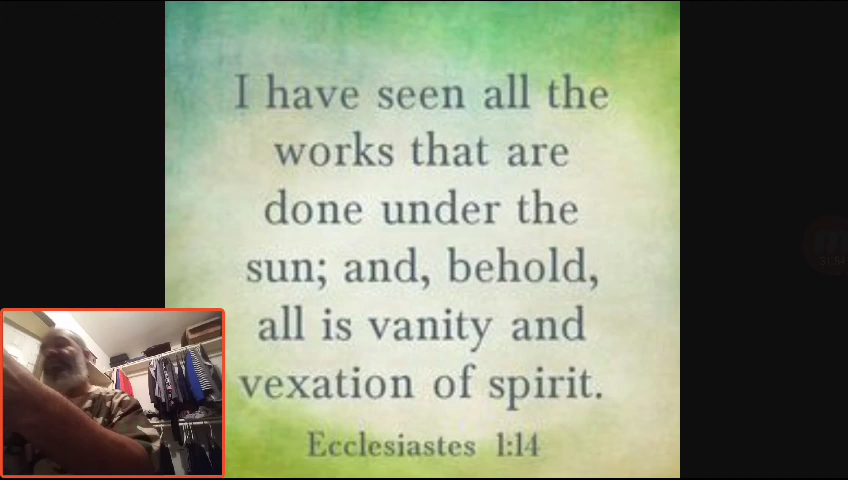 I have seen all the
works that are
done under the
sun; and, behold,
all is vanity and
vexation of spirit.
Ecclesiastes 1:14